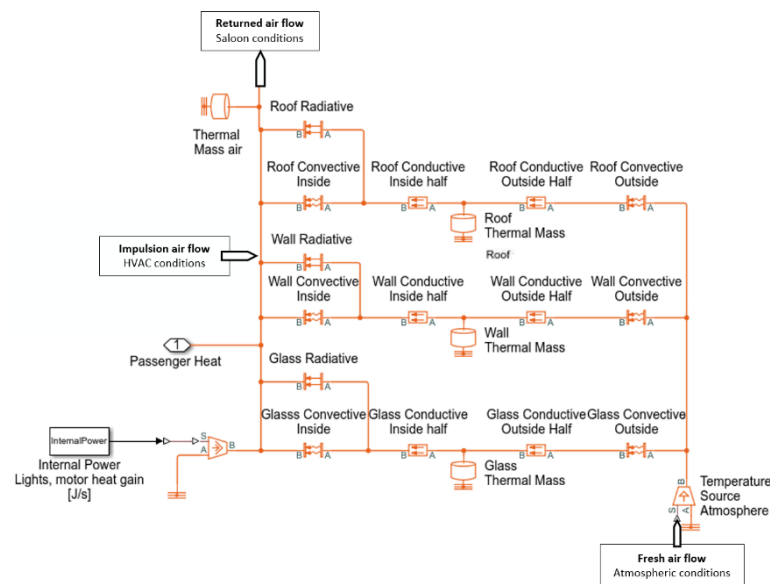 Returned air flow
Saloon conditions
Roof Radiative
B A
Thermal
Mass air
Roof Convective
Inside
Roof Conductive
Inside half
Roof Conductive
Outside Half
Roof Convective
Outside
B A
B A
B A
B A
Roof
Thermal Mass
Roof
Impulsion air flow
HVAC conditions
Wall Radiative
B A
Wall Convective
Inside
Wall Conductive
Inside half
Wall Conductive
Outside Half
Wall Convective
Outside
B A
B A
B A
B A
Wall
Thermal Mass
1
Passenger Heat
Glass Radiative
B A
Glasss Convective
Inside
Glass Conductive
Inside half
Glass Conductive
Outside Half
Glass Convective
Outside
InternalPower
S
A
B
B A
B A
B A
B A
Internal Power
Lights, motor heat gain
[J/s]
Glass
Thermal Mass
B
S
A
Temperature
Source
Atmosphere
Fresh air flow
Atmospheric conditions